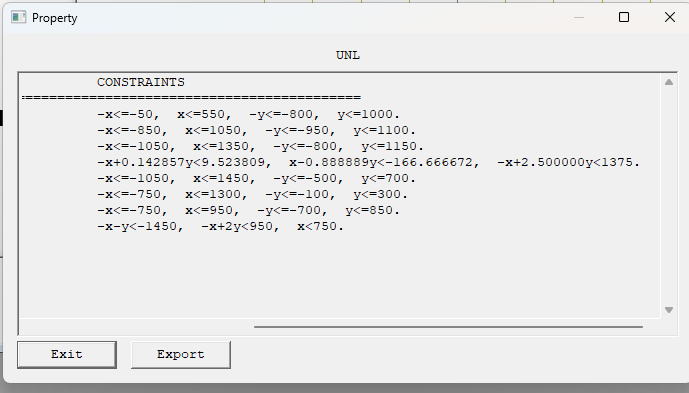 Property
UNL
CONSTRAINTS
===========================================
-x<=-50, x<=550, -y<=-800, y<=1000.
-x<=-850, x<=1050, -y<=-950, y<=1100.
-x<=-1050, x<=1350, -y<=-800, y<=1150.
-x+0.142857y<9.523809, x-0.888889y<-166.666672, -x+2.500000y<1375.
-x<=-1050, x<=1450, -y<=-500, y<=700.
-x<=-750, x<=1300, -y<=-100, y<=300.
-x<=-750, x<=950, -y<=-700, y<=850.
-x-y<-1450, -x+2y<950, x<750.
Exit Export